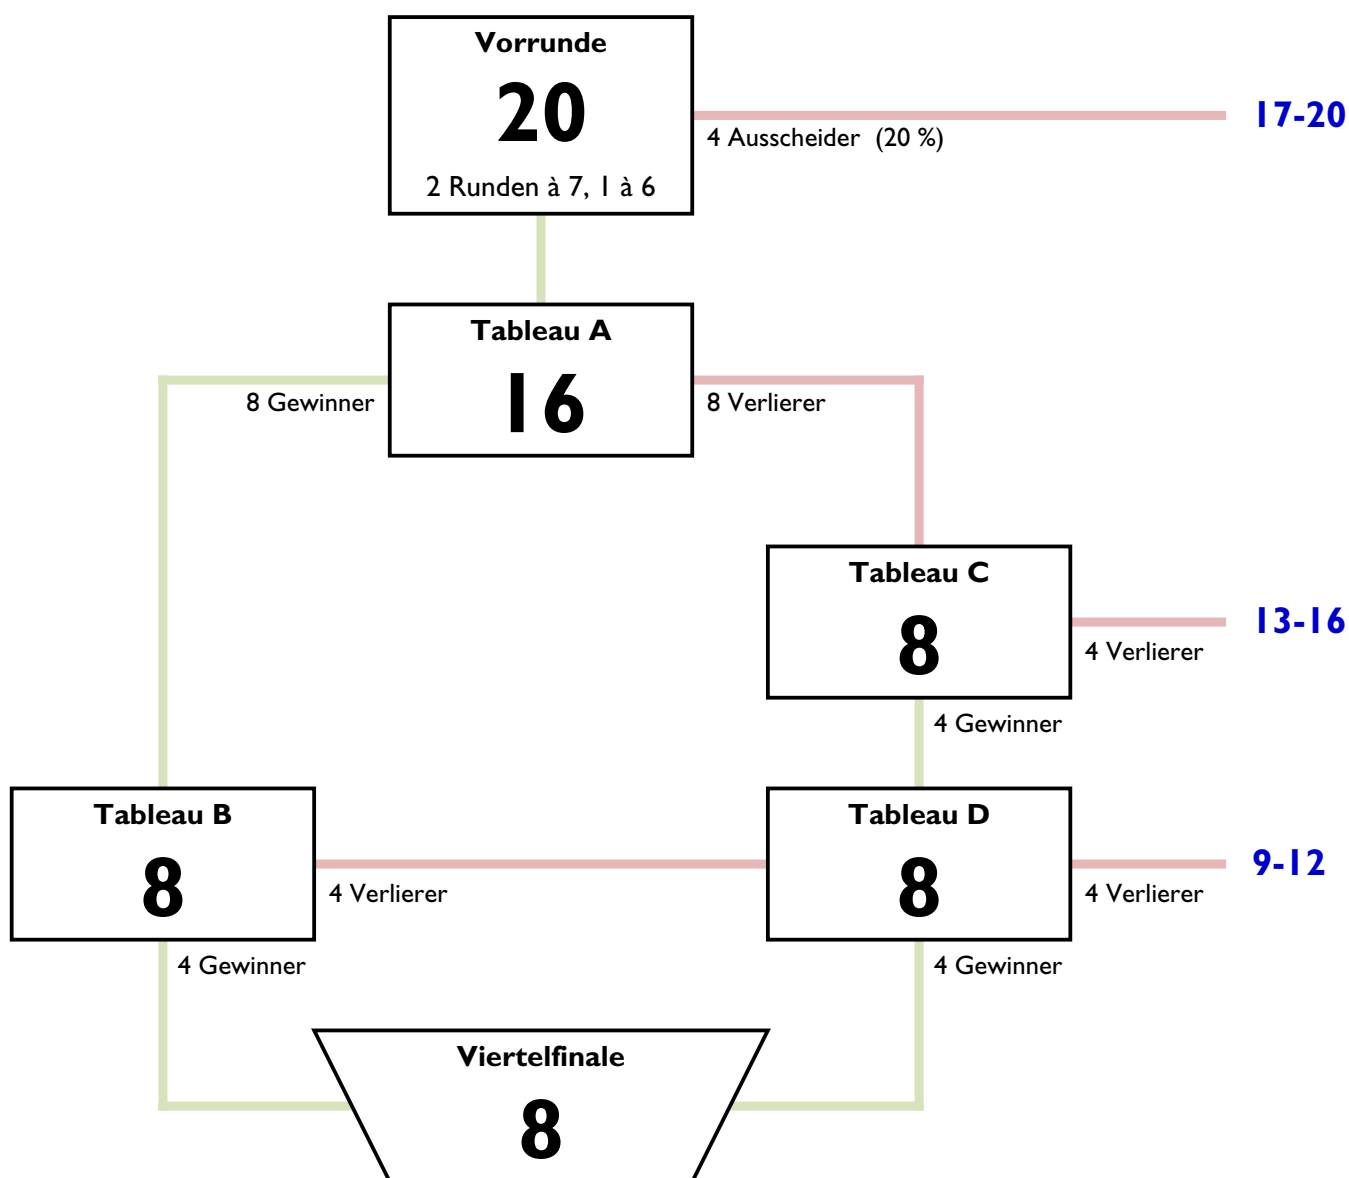 Vorrunde
20
2 Runden à 7, 1 à 6
4 Ausscheider (20 %)
17-20
Tableau A
16
8 Gewinner
8 Verlierer
Tableau C
8
4 Verlierer
13-16
4 Gewinner
Tableau B
8
4 Verlierer
4 Gewinner
Tableau D
8
4 Verlierer
9-12
4 Gewinner
Viertelfinale
8